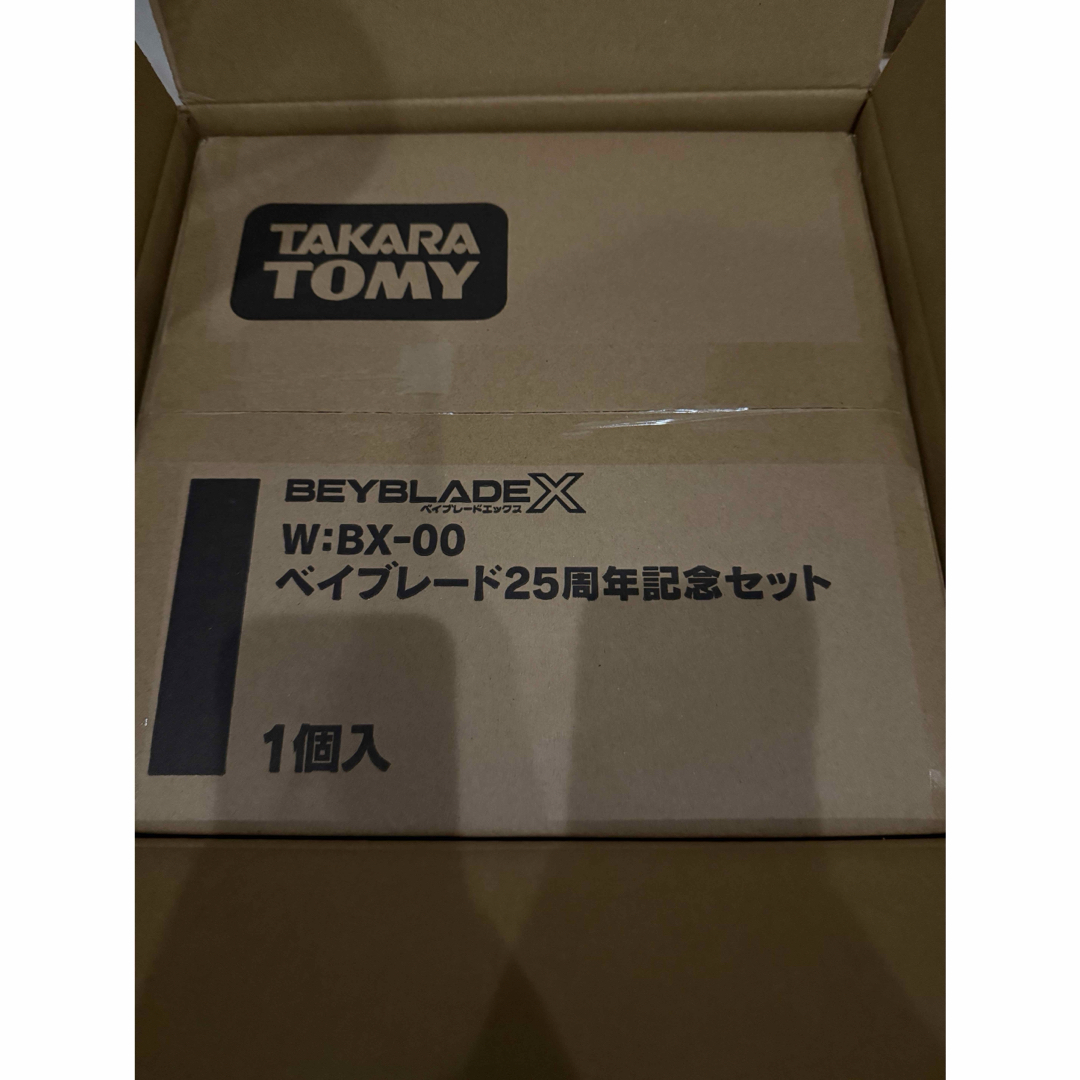 TAKARA
TOMY
BEYBLADE X
ベイブレードエックス
W:BX-00
ベイブレード25周年記念セット
1個入